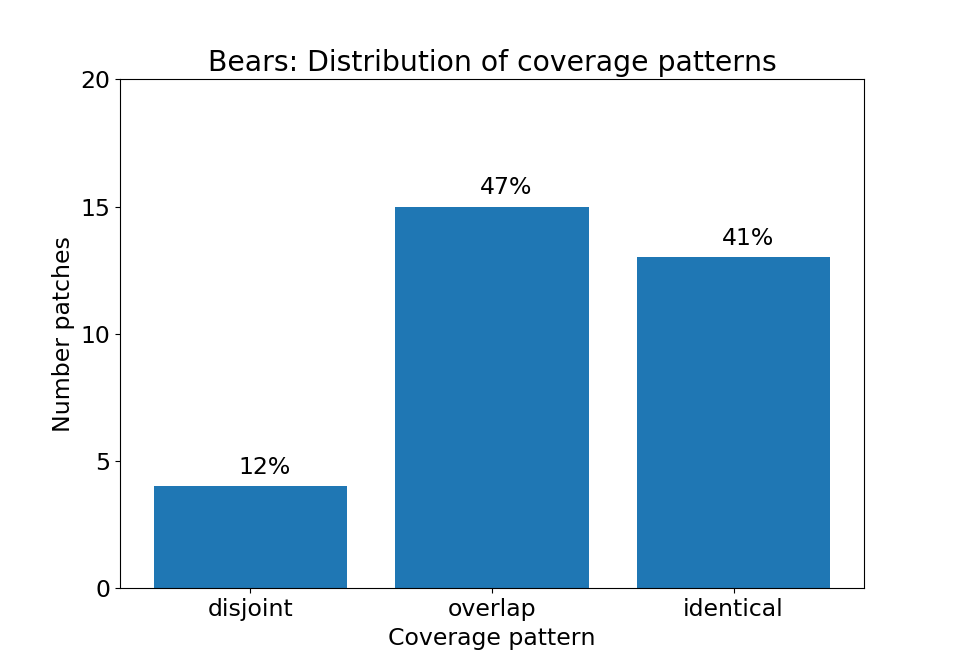 Bears: Distribution of coverage patterns
20
15
10
5
0
Number patches
12%
47%
41%
disjoint
overlap
identical
Coverage pattern